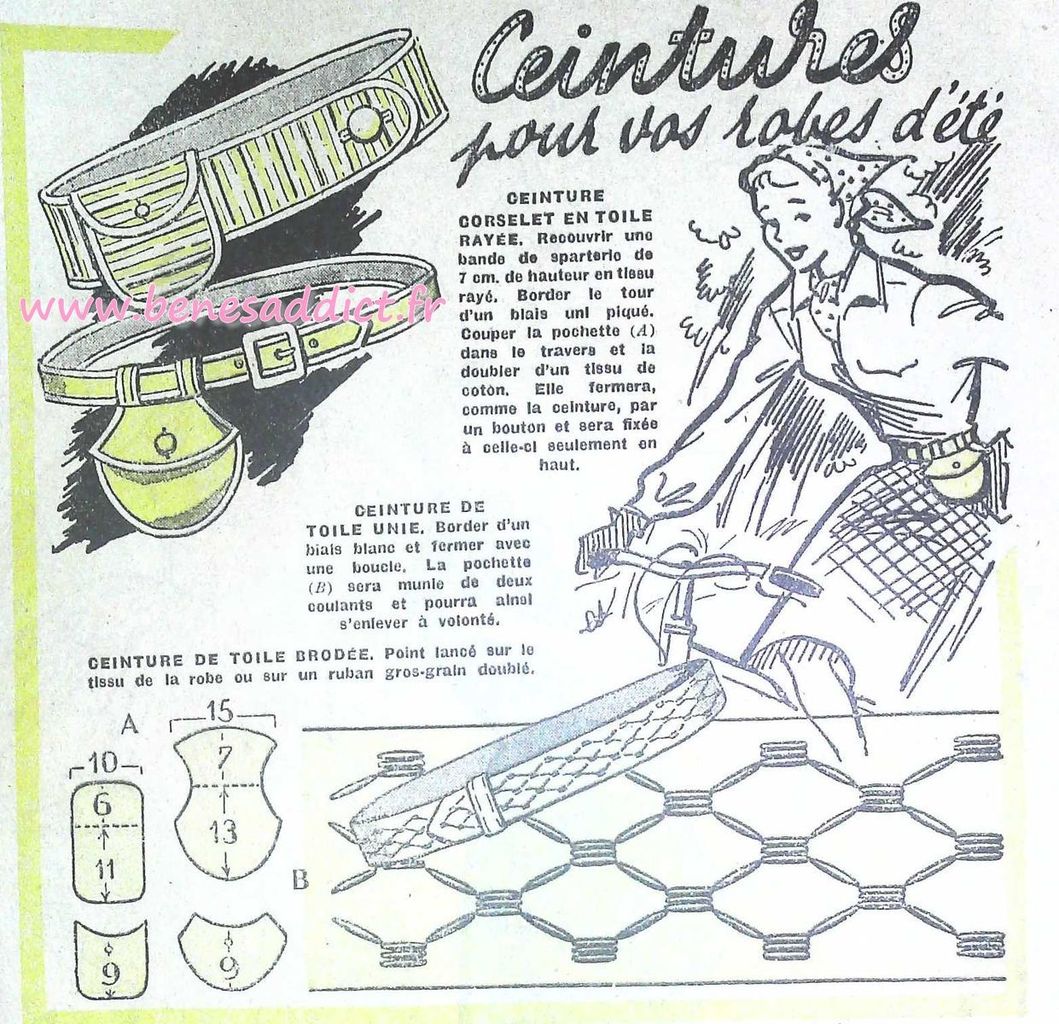 Ceintures
pour vos robes d'été
CEINTURE
CORSELET EN TOILE
RAYÉE. Recouvrir une
bande de sparterie de
7 cm. de hauteur en tissu
rayé. Border le tour
d'un biais uni piqué.
Couper la pochette (A)
dans le travers et la
doubler d'un tissu de
coton. Elle fermera,
comme la ceinture, par
un bouton et sera fixée
à celle-ci seulement en
haut.
www.benesaddict.fr
CEINTURE DE
TOILE UNIE. Border d'un
biais blanc et fermer avec
une boucle. La pochette
(B) sera munie de deux
coulants et pourra ainsi
s'enlever à volonté.
CEINTURE DE TOILE BRODÉE. Point lancé sur le
tissu de la robe ou sur un ruban gros-grain doublé.
A
15
10
7
6
13
11
B
9
9